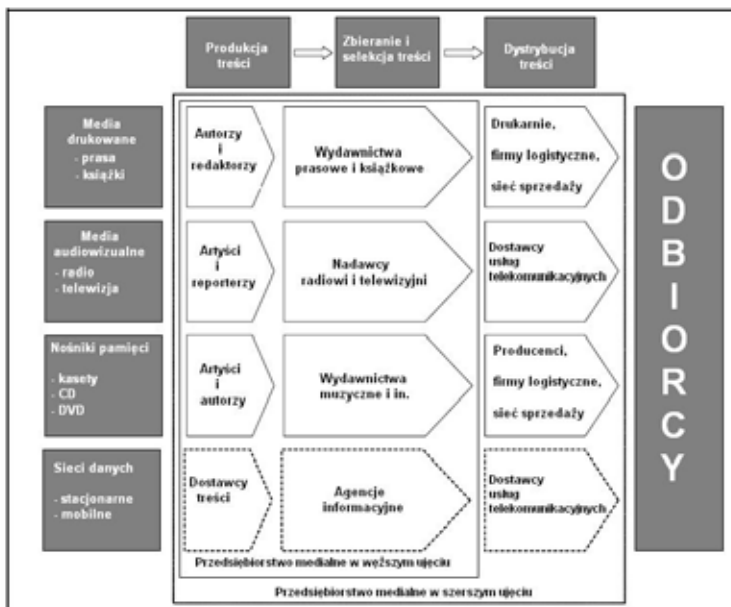 Produkcja
treści
Zbieranie i
selekcja treści
Dystrybucja
treści
Media
drukowane
- prasa
- książki
Autorzy
i
redaktorzy
Wydawnictwa
prasowe i książkowe
Drukarnie,
firmy logistyczne,
sieć sprzedaży
Media
audiowizualne
- radio
- telewizja
Artyści
i
reporterzy
Nadawcy
radiowi i telewizyjni
Dostawcy
usług
telekomunikacyjnych
Nośniki pamięci
- kasety
- CD
- DVD
Artyści
i
autorzy
Wydawnictwa
muzyczne i in.
Producenci,
firmy logistyczne,
sieć sprzedaży
Sieci danych
- stacjonarne
- mobilne
Dostawcy
treści
Agencje
informacyjne
Dostawcy
usług
telekomunikacyjnych
Przedsiębiorstwo medialne w węższym ujęciu
Przedsiębiorstwo medialne w szerszym ujęciu
ODBIORCY